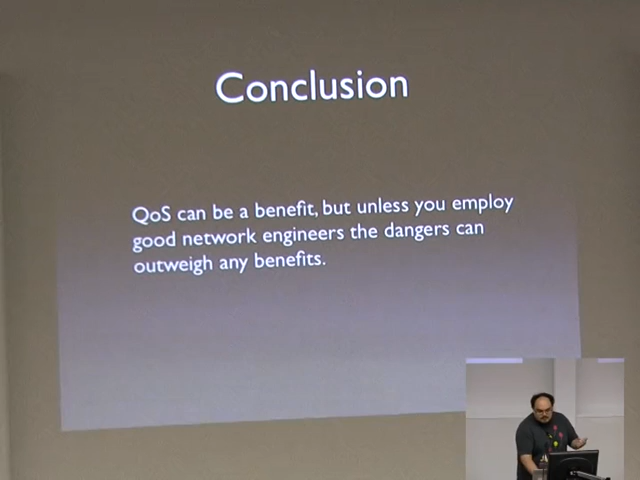 Conclusion
QoS can be a benefit, but unless you employ
good network engineers the dangers can
outweigh any benefits.